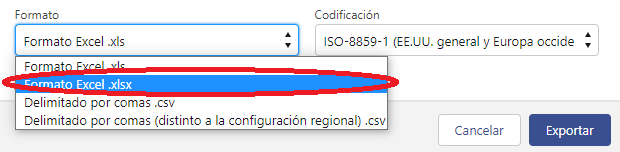 Formato
Codificación
Formato Excel .xls
ISO-8859-1 (EE.UU. general y Europa occide
Formato Excel .xls
Formato Excel .xlsx
Delimitado por comas .csv
Delimitado por comas (distinto a la configuración regional) .csv
Cancelar
Exportar